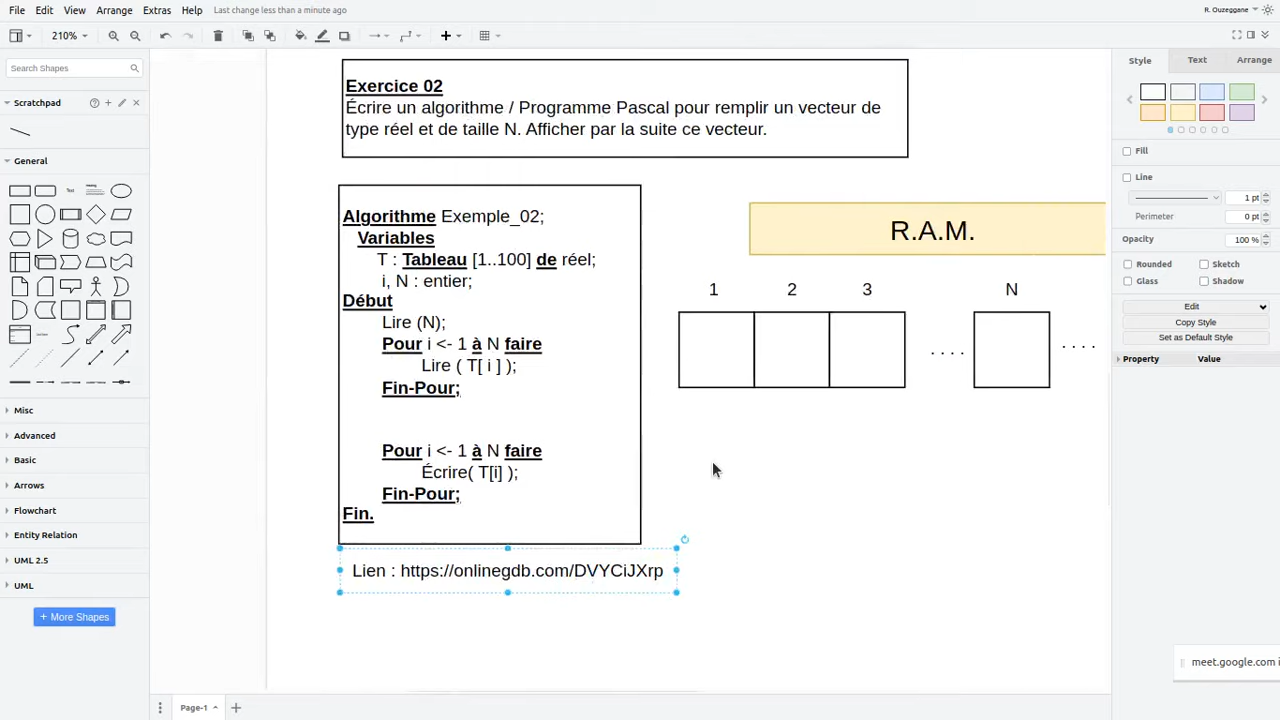 File Edit View Arrange Extras Help Last change less than a minute ago R. Ouzeggane
210%
Search Shapes
Scratchpad
General
Text
Misc
Advanced
Basic
Arrows
Flowchart
Entity Relation
UML 2.5
UML
+ More Shapes
Exercice 02
Écrire un algorithme / Programme Pascal pour remplir un vecteur de
type réel et de taille N. Afficher par la suite ce vecteur.
Algorithme Exemple_02;
Variables
T : Tableau [1..100] de réel;
i, N : entier;
Début
Lire (N);
Pour i <- 1 à N faire
Lire ( T[ i ] );
Fin-Pour;
Pour i <- 1 à N faire
Écrire( T[i] );
Fin-Pour;
Fin.
Lien : https://onlinegdb.com/DVYCiJXrp
R.A.M.
1 2 3 N
. . . . . . . .
Style Text Arrange
Fill
Line
1 pt
Perimeter 0 pt
Opacity 100 %
Rounded Sketch
Glass Shadow
Edit
Copy Style
Set as Default Style
Property Value
meet.google.com i
Page-1